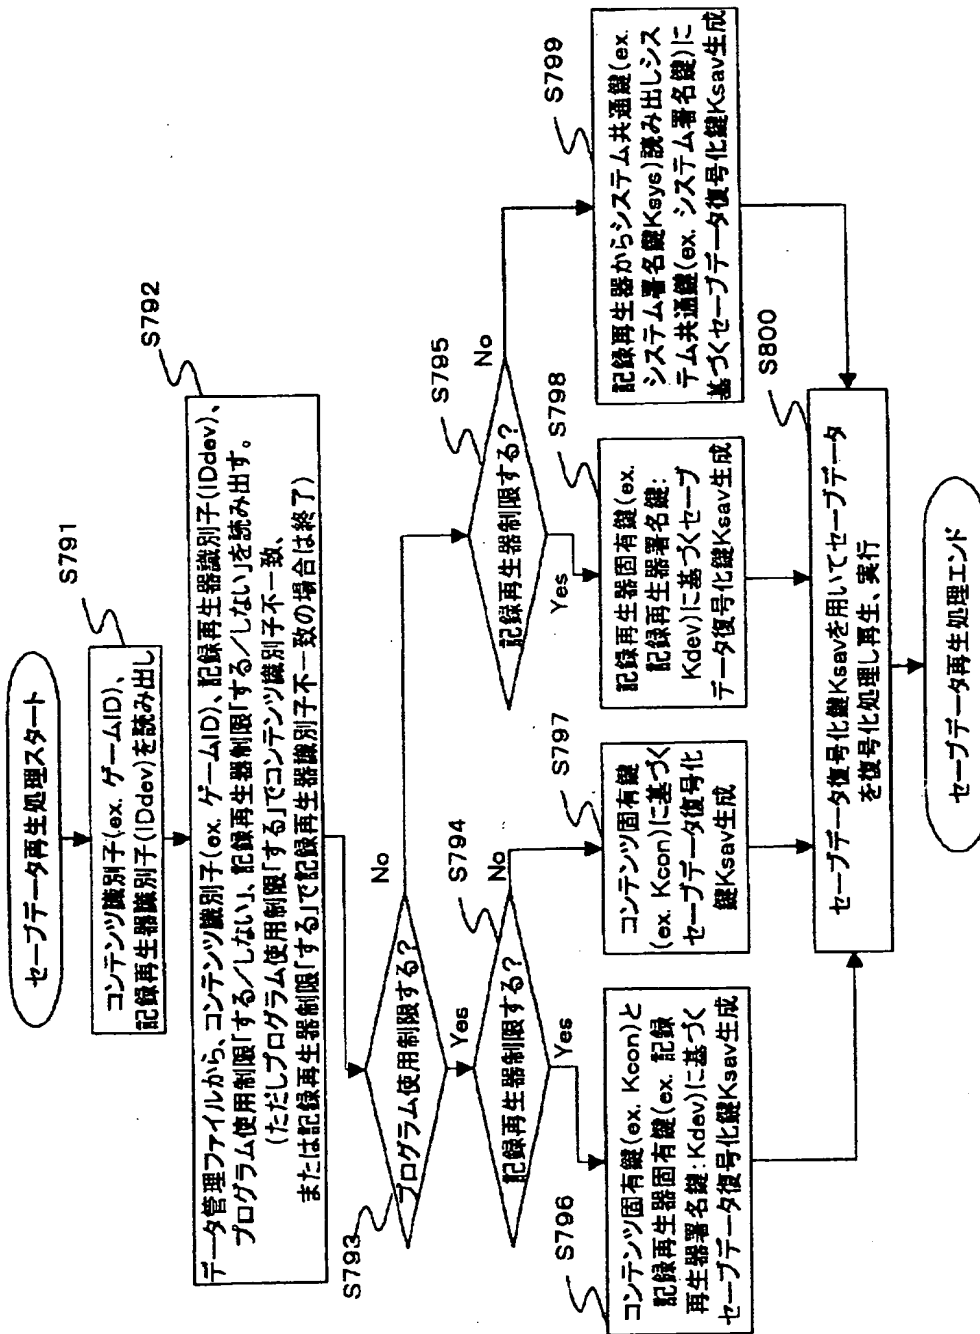 セーブデータ再生処理スタート
S791
コンテンツ識別子(ex. ゲームID)、
記録再生器識別子(IDdev)を読み出し
S792
データ管理ファイルから、コンテンツ識別子(ex. ゲームID)、記録再生器識別子(IDdev)、
プログラム使用制限「する/しない」、記録再生器制限「する/しない」を読み出す。
(ただしプログラム使用制限「する」でコンテンツ識別子不一致、
または記録再生器制限「する」で記録再生器識別子不一致の場合は終了)
S793
プログラム使用制限する?
No
Yes
S794
記録再生器制限する?
No
Yes
S795
記録再生器制限する?
No
Yes
S796
コンテンツ固有鍵(ex. Kcon)と
記録再生器固有鍵(ex. 記録
再生器署名鍵:Kdev)に基づく
セーブデータ復号化鍵Ksav生成
S797
コンテンツ固有鍵
(ex. Kcon)に基づく
セーブデータ復号化
鍵Ksav生成
S798
記録再生器固有鍵(ex.
記録再生器署名鍵:
Kdev)に基づくセーブ
データ復号化鍵Ksav生成
S799
記録再生器からシステム共通鍵(ex.
システム署名鍵Ksys)読み出しシス
テム共通鍵(ex. システム署名鍵)に
基づくセーブデータ復号化鍵Ksav生成
S800
セーブデータ復号化鍵Ksavを用いてセーブデータ
を復号化処理し再生、実行
セーブデータ再生処理エンド